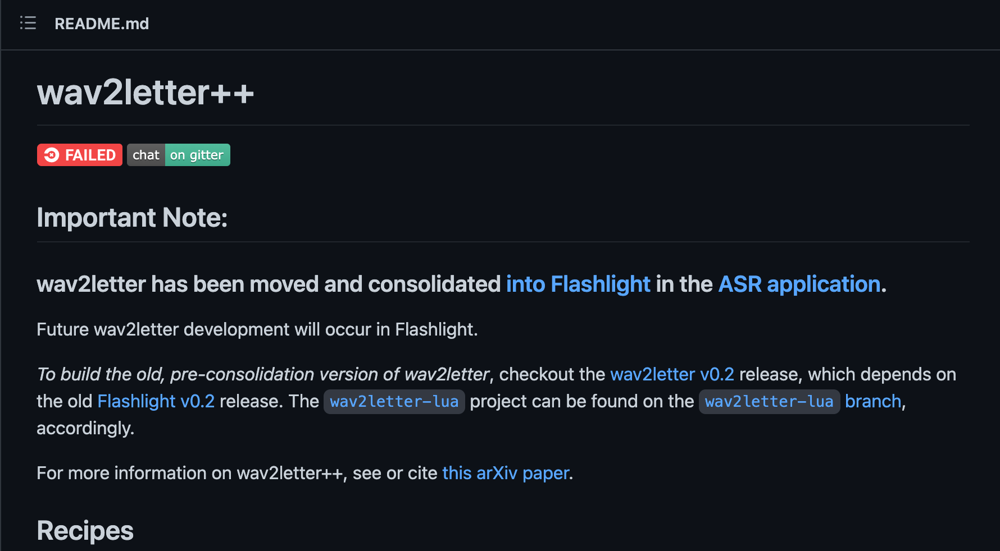 README.md
wav2letter++
FAILED chat on gitter
Important Note:
wav2letter has been moved and consolidated into Flashlight in the ASR application.
Future wav2letter development will occur in Flashlight.
To build the old, pre-consolidation version of wav2letter, checkout the wav2letter v0.2 release, which depends on
the old Flashlight v0.2 release. The wav2letter-lua project can be found on the wav2letter-lua branch,
accordingly.
For more information on wav2letter++, see or cite this arXiv paper.
Recipes